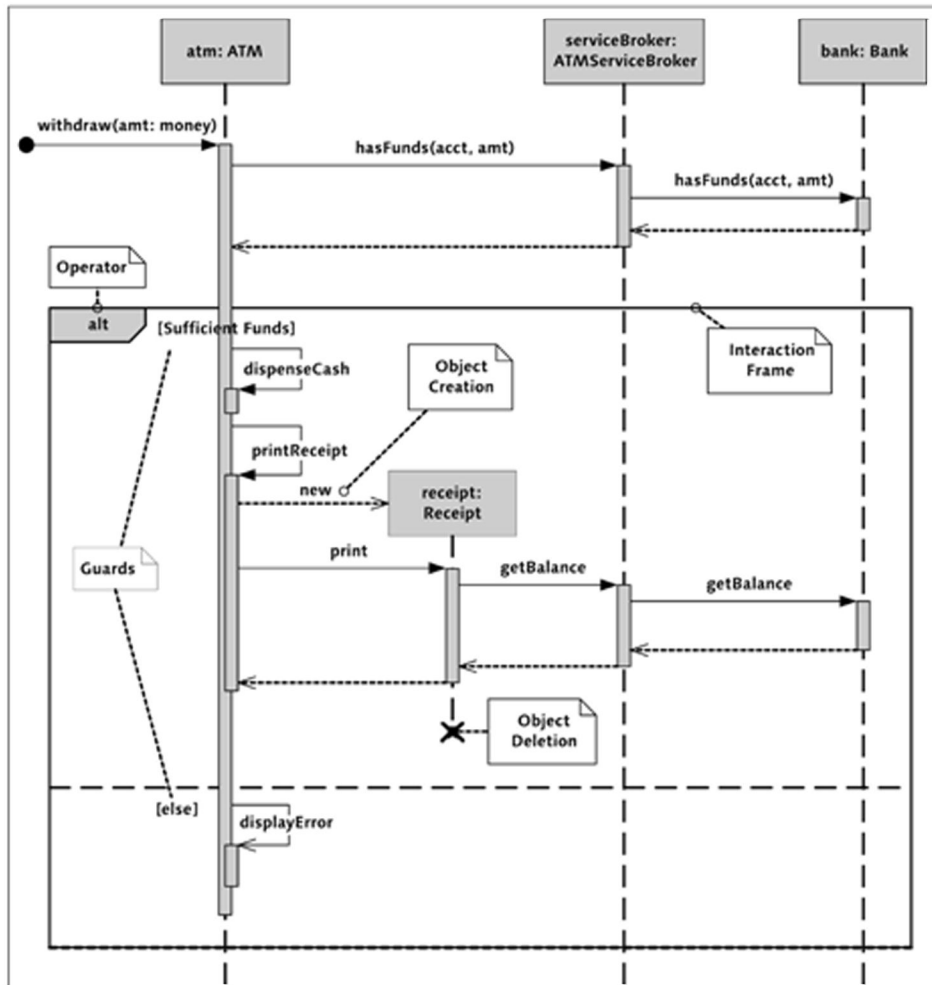 atm: ATM
serviceBroker:
ATMServiceBroker
bank: Bank
withdraw(amt: money)
hasFunds(acct, amt)
hasFunds(acct, amt)
Operator
alt
[Sufficient Funds]
Interaction
Frame
dispenseCash
Object
Creation
printReceipt
new
receipt:
Receipt
print
getBalance
getBalance
Guards
Object
Deletion
[else]
displayError